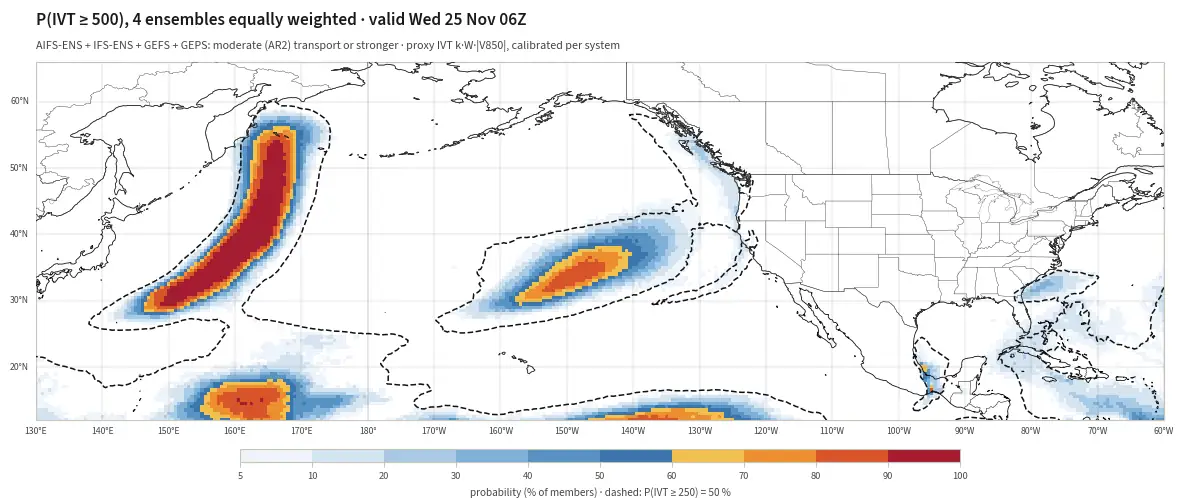 P(IVT ≥ 500), 4 ensembles equally weighted · valid Wed 25 Nov 06Z
AIFS-ENS + IFS-ENS + GEFS + GEPS: moderate (AR2) transport or stronger · proxy IVT k·W·|V850|, calibrated per system
60°N
50°N
40°N
30°N
20°N
130°E 140°E 150°E 160°E 170°E 180° 170°W 160°W 150°W 140°W 130°W 120°W 110°W 100°W 90°W 80°W 70°W 60°W
5 10 20 30 40 50 60 70 80 90 100
probability (% of members) · dashed: P(IVT ≥ 250) = 50 %